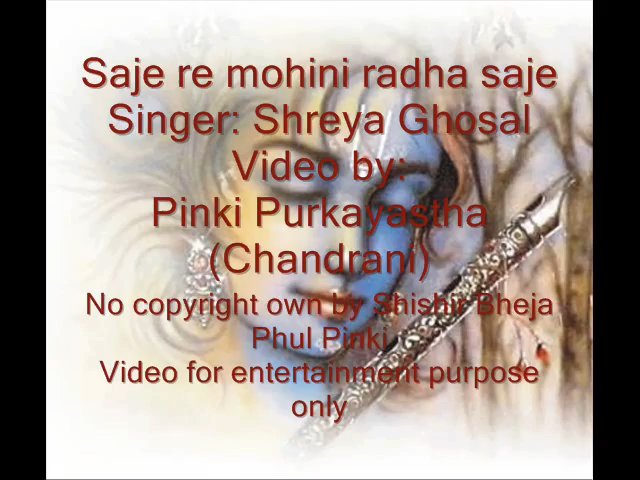 Saje re mohini radha saje
Singer: Shreya Ghosal
Video by:
Pinki Purkayastha
(Chandrani)
No copyright own by Shishir Bheja
Phul Pinki
Video for entertainment purpose
only